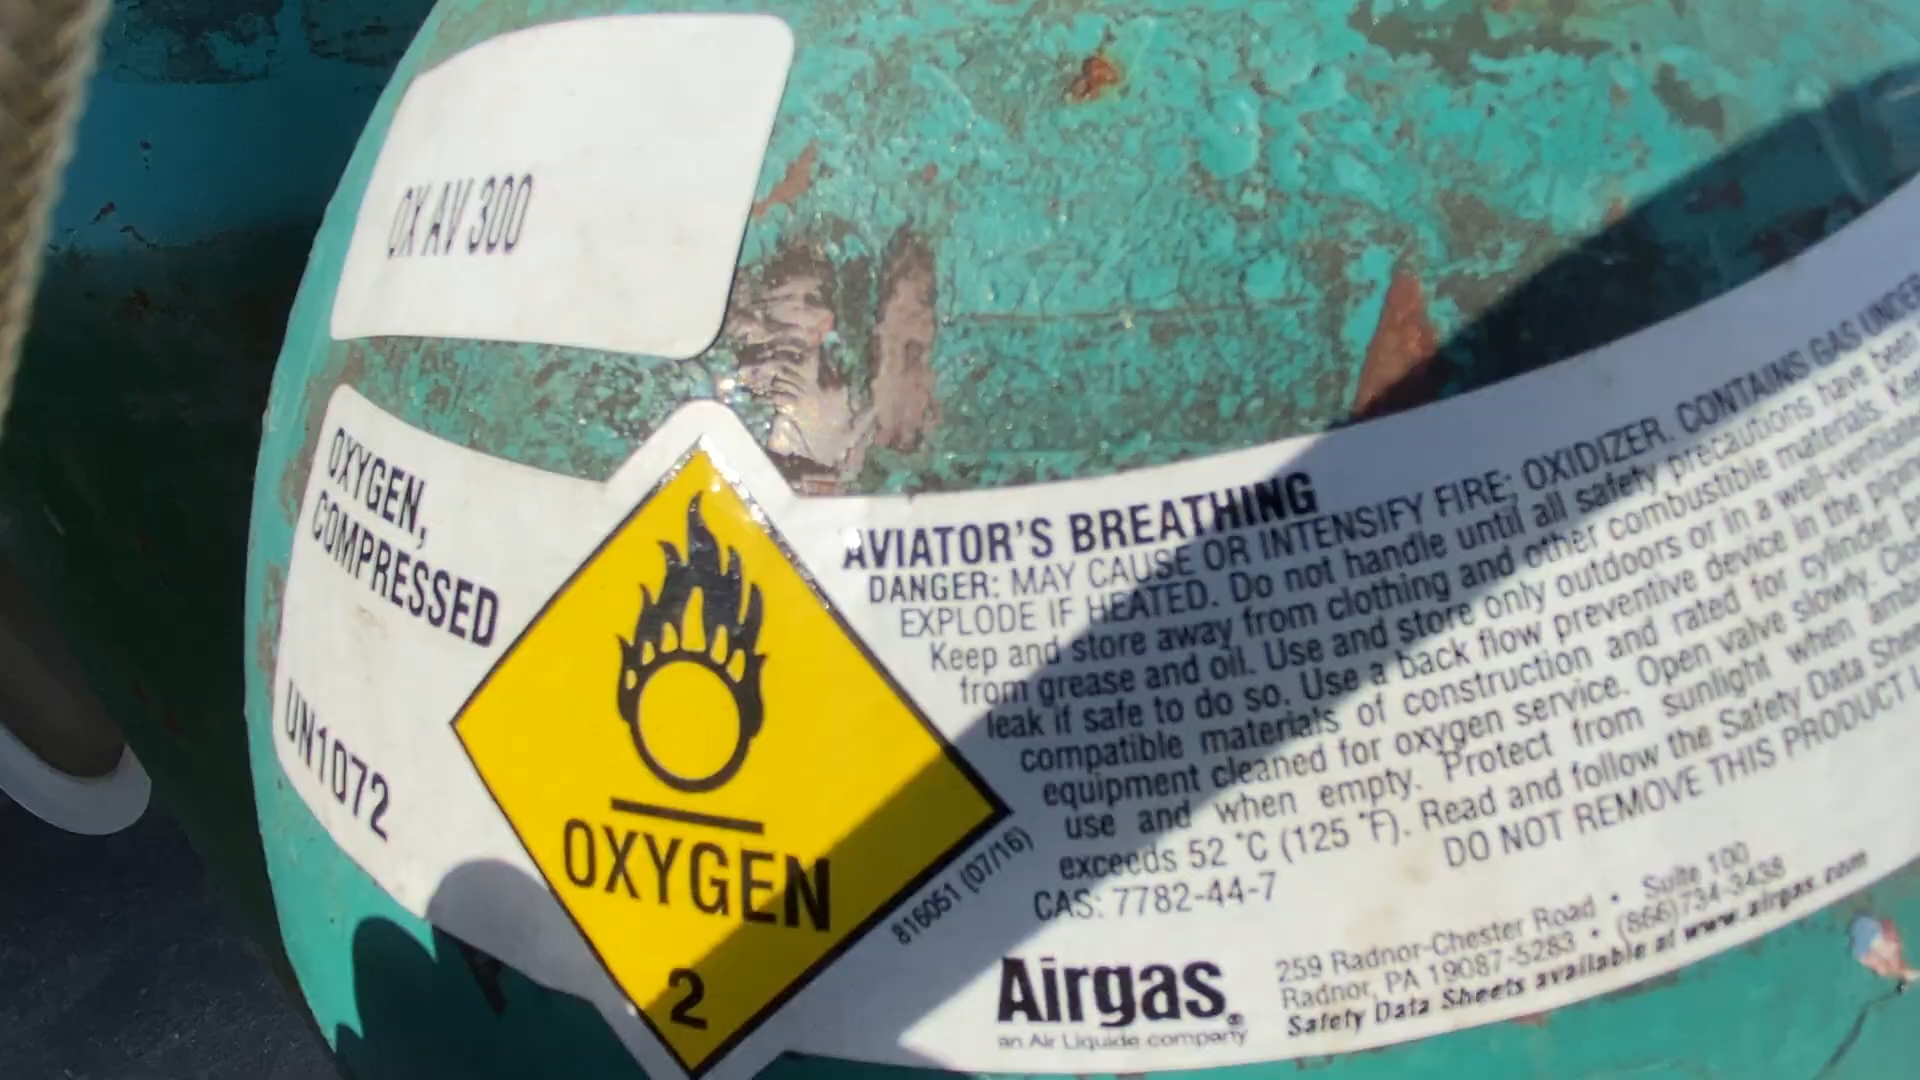 OX AV 300
OXYGEN,
COMPRESSED
UN1072
OXYGEN
2
816051 (07/16)
AVIATOR'S BREATHING
DANGER: MAY CAUSE OR INTENSIFY FIRE; OXIDIZER. CONTAINS GAS UNDER
EXPLODE IF HEATED. Do not handle until all safety precautions have been
Keep and store away from clothing and other combustible materials.
from grease and oil. Use and store only outdoors or in a well-ventilated
leak if safe to do so. Use a back flow preventive device in the piping
compatible materials of construction and rated for cylinder
equipment cleaned for oxygen service. Open valve slowly.
use and when empty. Protect from sunlight when
exceeds 52 °C (125 °F). Read and follow the Safety Data
DO NOT REMOVE THIS PRODUCT
CAS: 7782-44-7
Airgas®
an Air Liquide company
259 Radnor-Chester Road • Suite 100
Radnor, PA 19087-5283 • (866)734-3438
Safety Data Sheets available at www.airgas.com